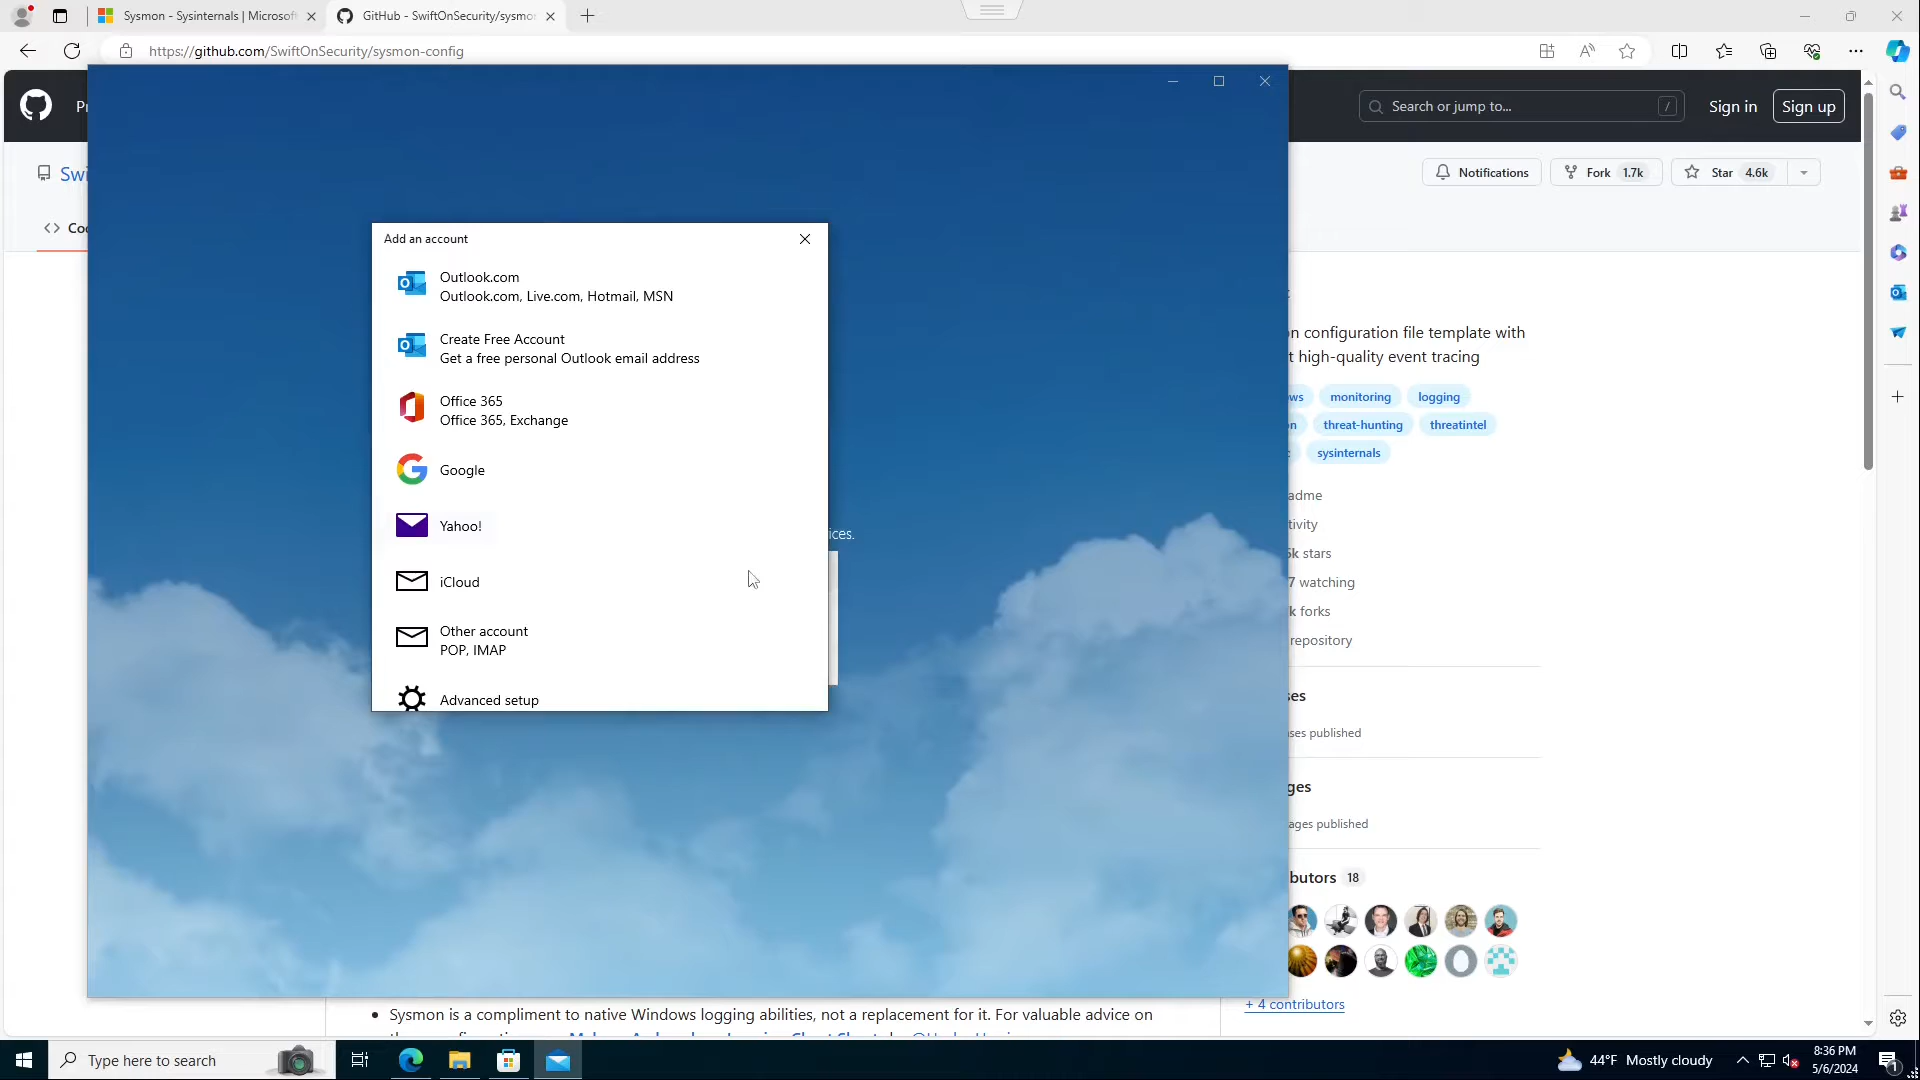 Sysmon - Sysinternals | Microsoft
GitHub - SwiftOnSecurity/sysmon
https://github.com/SwiftOnSecurity/sysmon-config
Search or jump to...
/
Sign in
Sign up
Notifications
Fork 1.7k
Star 4.6k
Add an account
Outlook.com
Outlook.com, Live.com, Hotmail, MSN
Create Free Account
Get a free personal Outlook email address
Office 365
Office 365, Exchange
Google
Yahoo!
iCloud
Other account
POP, IMAP
Advanced setup
ices.
n configuration file template with
t high-quality event tracing
ws monitoring logging
on threat-hunting threatintel
sysinternals
adme
tivity
k stars
7 watching
k forks
repository
ses
ases published
ges
ages published
butors 18
+ 4 contributors
• Sysmon is a compliment to native Windows logging abilities, not a replacement for it. For valuable advice on
Type here to search
44°F Mostly cloudy
8:36 PM
5/6/2024
1